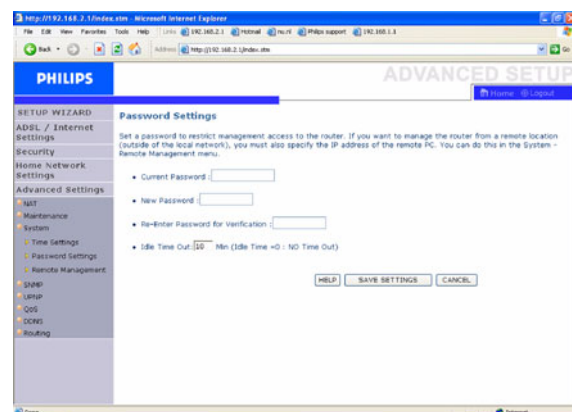 http://192.168.2.1/index.stm - Microsoft Internet Explorer
File Edit View Favorites Tools Help Links 192.168.2.1 Hotmail nu.nl Philips support 192.168.1.1
Back Address http://192.168.2.1/index.stm Go
PHILIPS
ADVANCED SETUP
Home Logout
SETUP WIZARD
ADSL / Internet Settings
Security
Home Network Settings
Advanced Settings
NAT
Maintenance
System
Time Settings
Password Settings
Remote Management
SNMP
UPNP
QoS
DDNS
Routing
Password Settings
Set a password to restrict management access to the router. If you want to manage the router from a remote location
(outside of the local network), you must also specify the IP address of the remote PC. You can do this in the System -
Remote Management menu.
• Current Password :
• New Password :
• Re-Enter Password for Verification :
• Idle Time Out: 10 Min (Idle Time =0 : NO Time Out)
HELP SAVE SETTINGS CANCEL